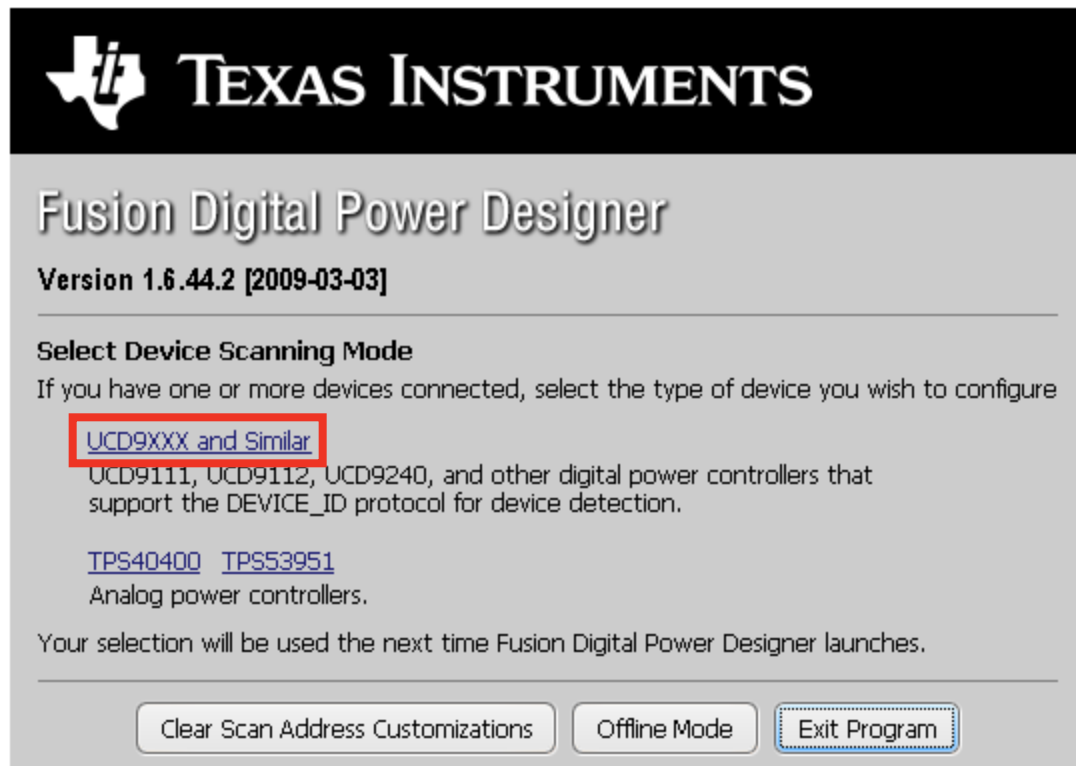 TEXAS INSTRUMENTS
Fusion Digital Power Designer
Version 1.6.44.2 [2009-03-03]
Select Device Scanning Mode
If you have one or more devices connected, select the type of device you wish to configure
UCD9XXX and Similar
UCD9111, UCD9112, UCD9240, and other digital power controllers that
support the DEVICE_ID protocol for device detection.
TPS40400 TPS53951
Analog power controllers.
Your selection will be used the next time Fusion Digital Power Designer launches.
Clear Scan Address Customizations Offline Mode Exit Program